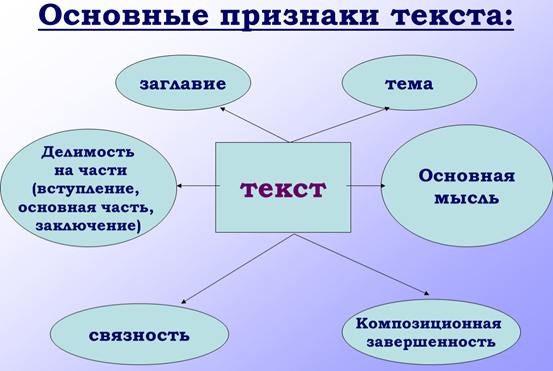 Основные признаки текста:
заглавие
тема
Делимость
на части
(вступление,
основная часть,
заключение)
текст
Основная
мысль
связность
Композиционная
завершенность